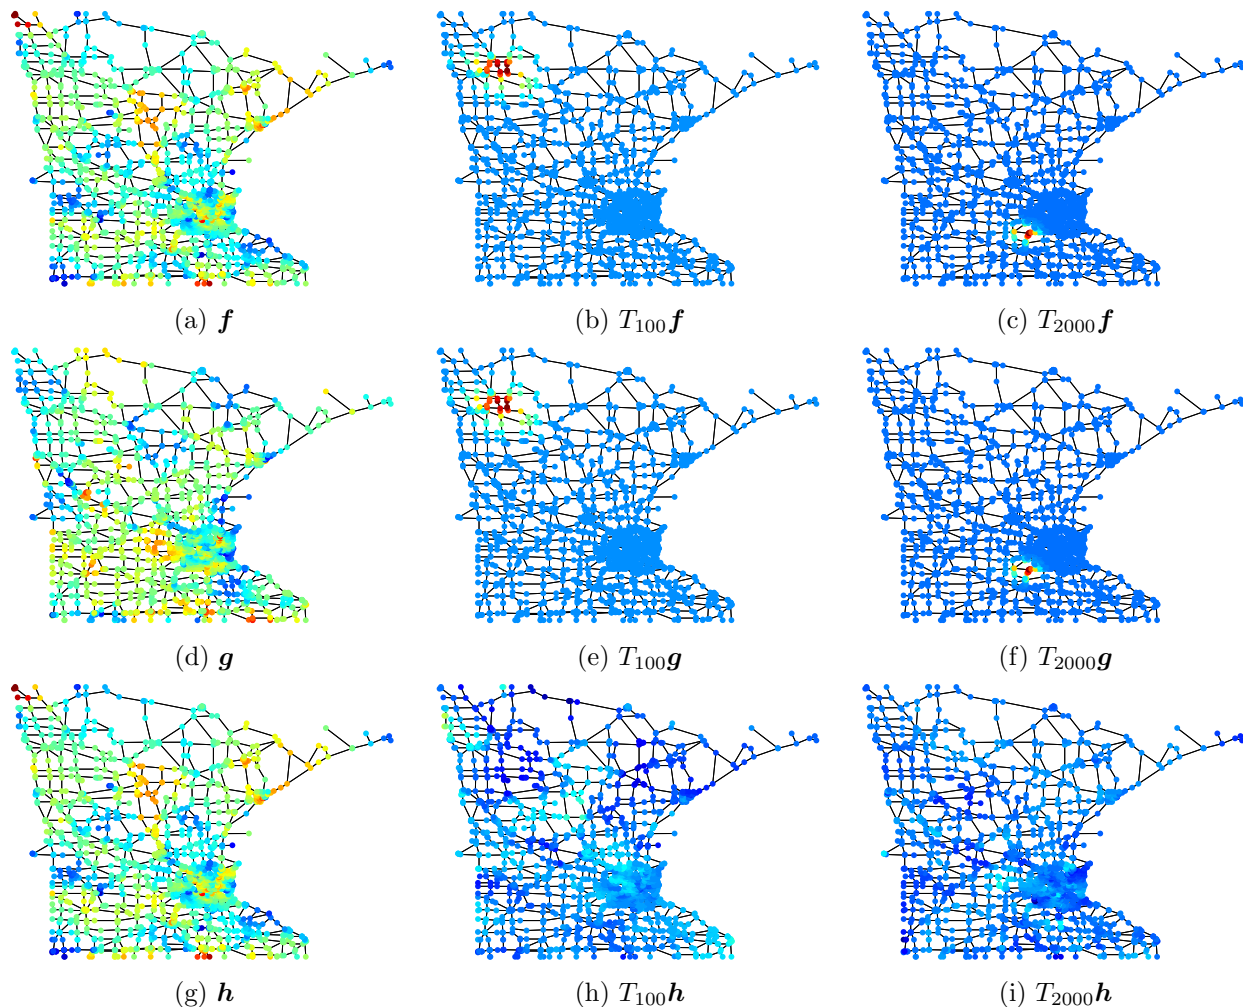 (a) f (b) T₁₀₀f (c) T₂₀₀₀f
(d) g (e) T₁₀₀g (f) T₂₀₀₀g
(g) h (h) T₁₀₀h (i) T₂₀₀₀h